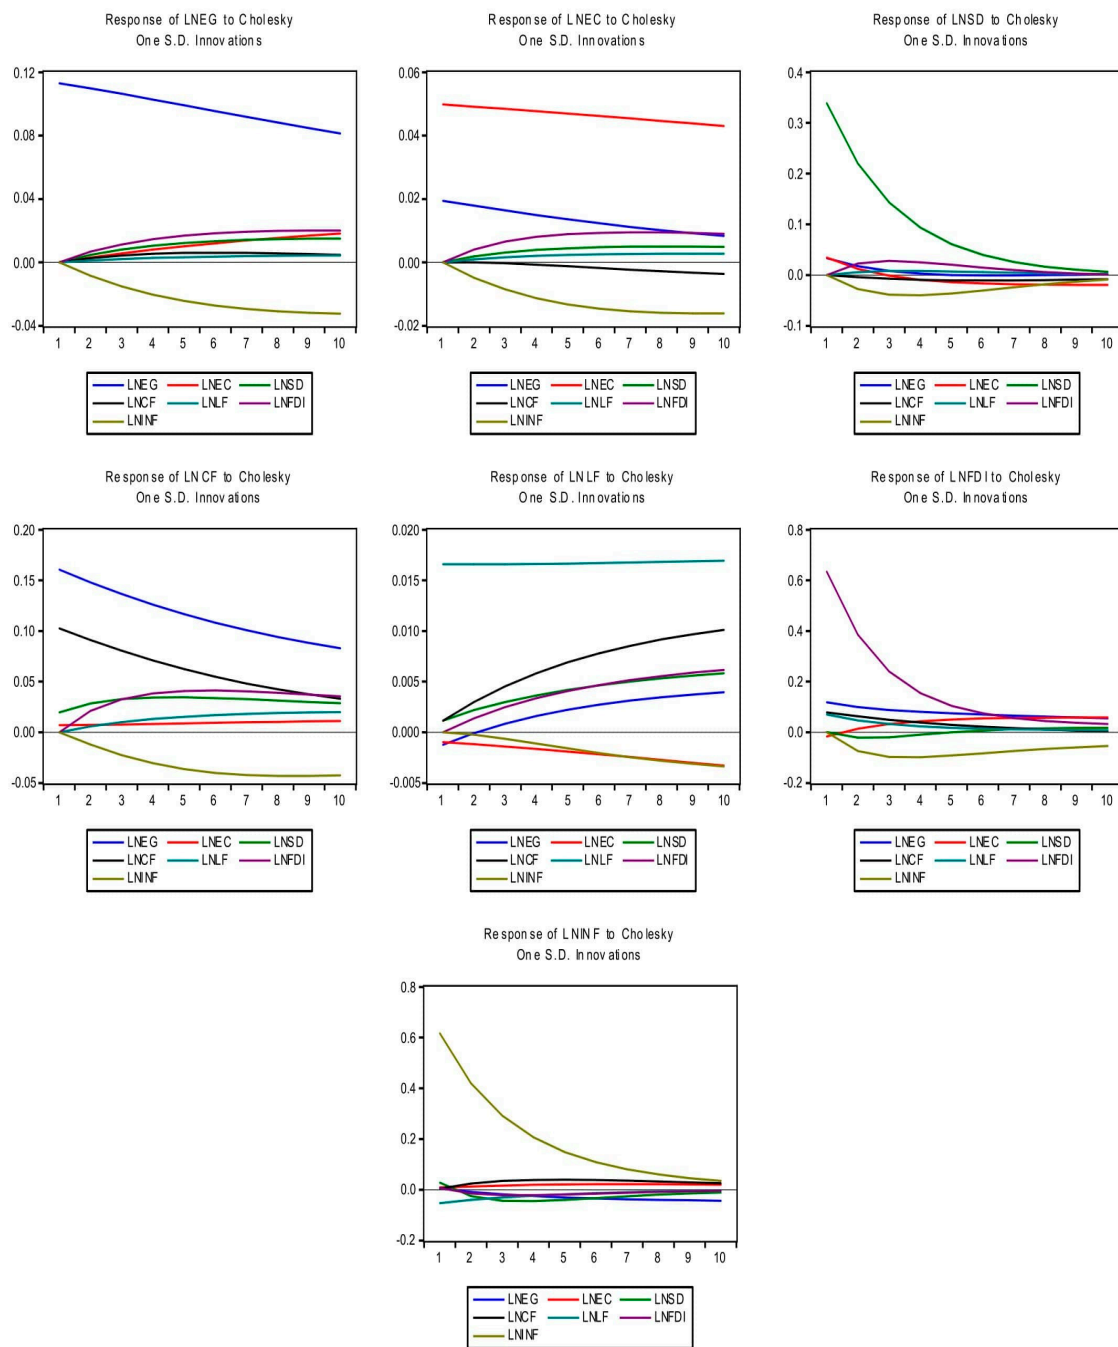 Response of LNEG to Cholesky
One S.D. Innovations
0.12
0.08
0.04
0.00
-0.04
1 2 3 4 5 6 7 8 9 10
LNEG LNEC LNSD
LNCF LNLF LNFDI
LNINF
Response of LNEC to Cholesky
One S.D. Innovations
0.06
0.04
0.02
0.00
-0.02
1 2 3 4 5 6 7 8 9 10
LNEG LNEC LNSD
LNCF LNLF LNFDI
LNINF
Response of LNSD to Cholesky
One S.D. Innovations
0.4
0.3
0.2
0.1
0.0
-0.1
1 2 3 4 5 6 7 8 9 10
LNEG LNEC LNSD
LNCF LNLF LNFDI
LNINF
Response of LNCF to Cholesky
One S.D. Innovations
0.20
0.15
0.10
0.05
0.00
-0.05
1 2 3 4 5 6 7 8 9 10
LNEG LNEC LNSD
LNCF LNLF LNFDI
LNINF
Response of LNLF to Cholesky
One S.D. Innovations
0.020
0.015
0.010
0.005
0.000
-0.005
1 2 3 4 5 6 7 8 9 10
LNEG LNEC LNSD
LNCF LNLF LNFDI
LNINF
Response of LNFDI to Cholesky
One S.D. Innovations
0.8
0.6
0.4
0.2
0.0
-0.2
1 2 3 4 5 6 7 8 9 10
LNEG LNEC LNSD
LNCF LNLF LNFDI
LNINF
Response of LNINF to Cholesky
One S.D. Innovations
0.8
0.6
0.4
0.2
0.0
-0.2
1 2 3 4 5 6 7 8 9 10
LNEG LNEC LNSD
LNCF LNLF LNFDI
LNINF